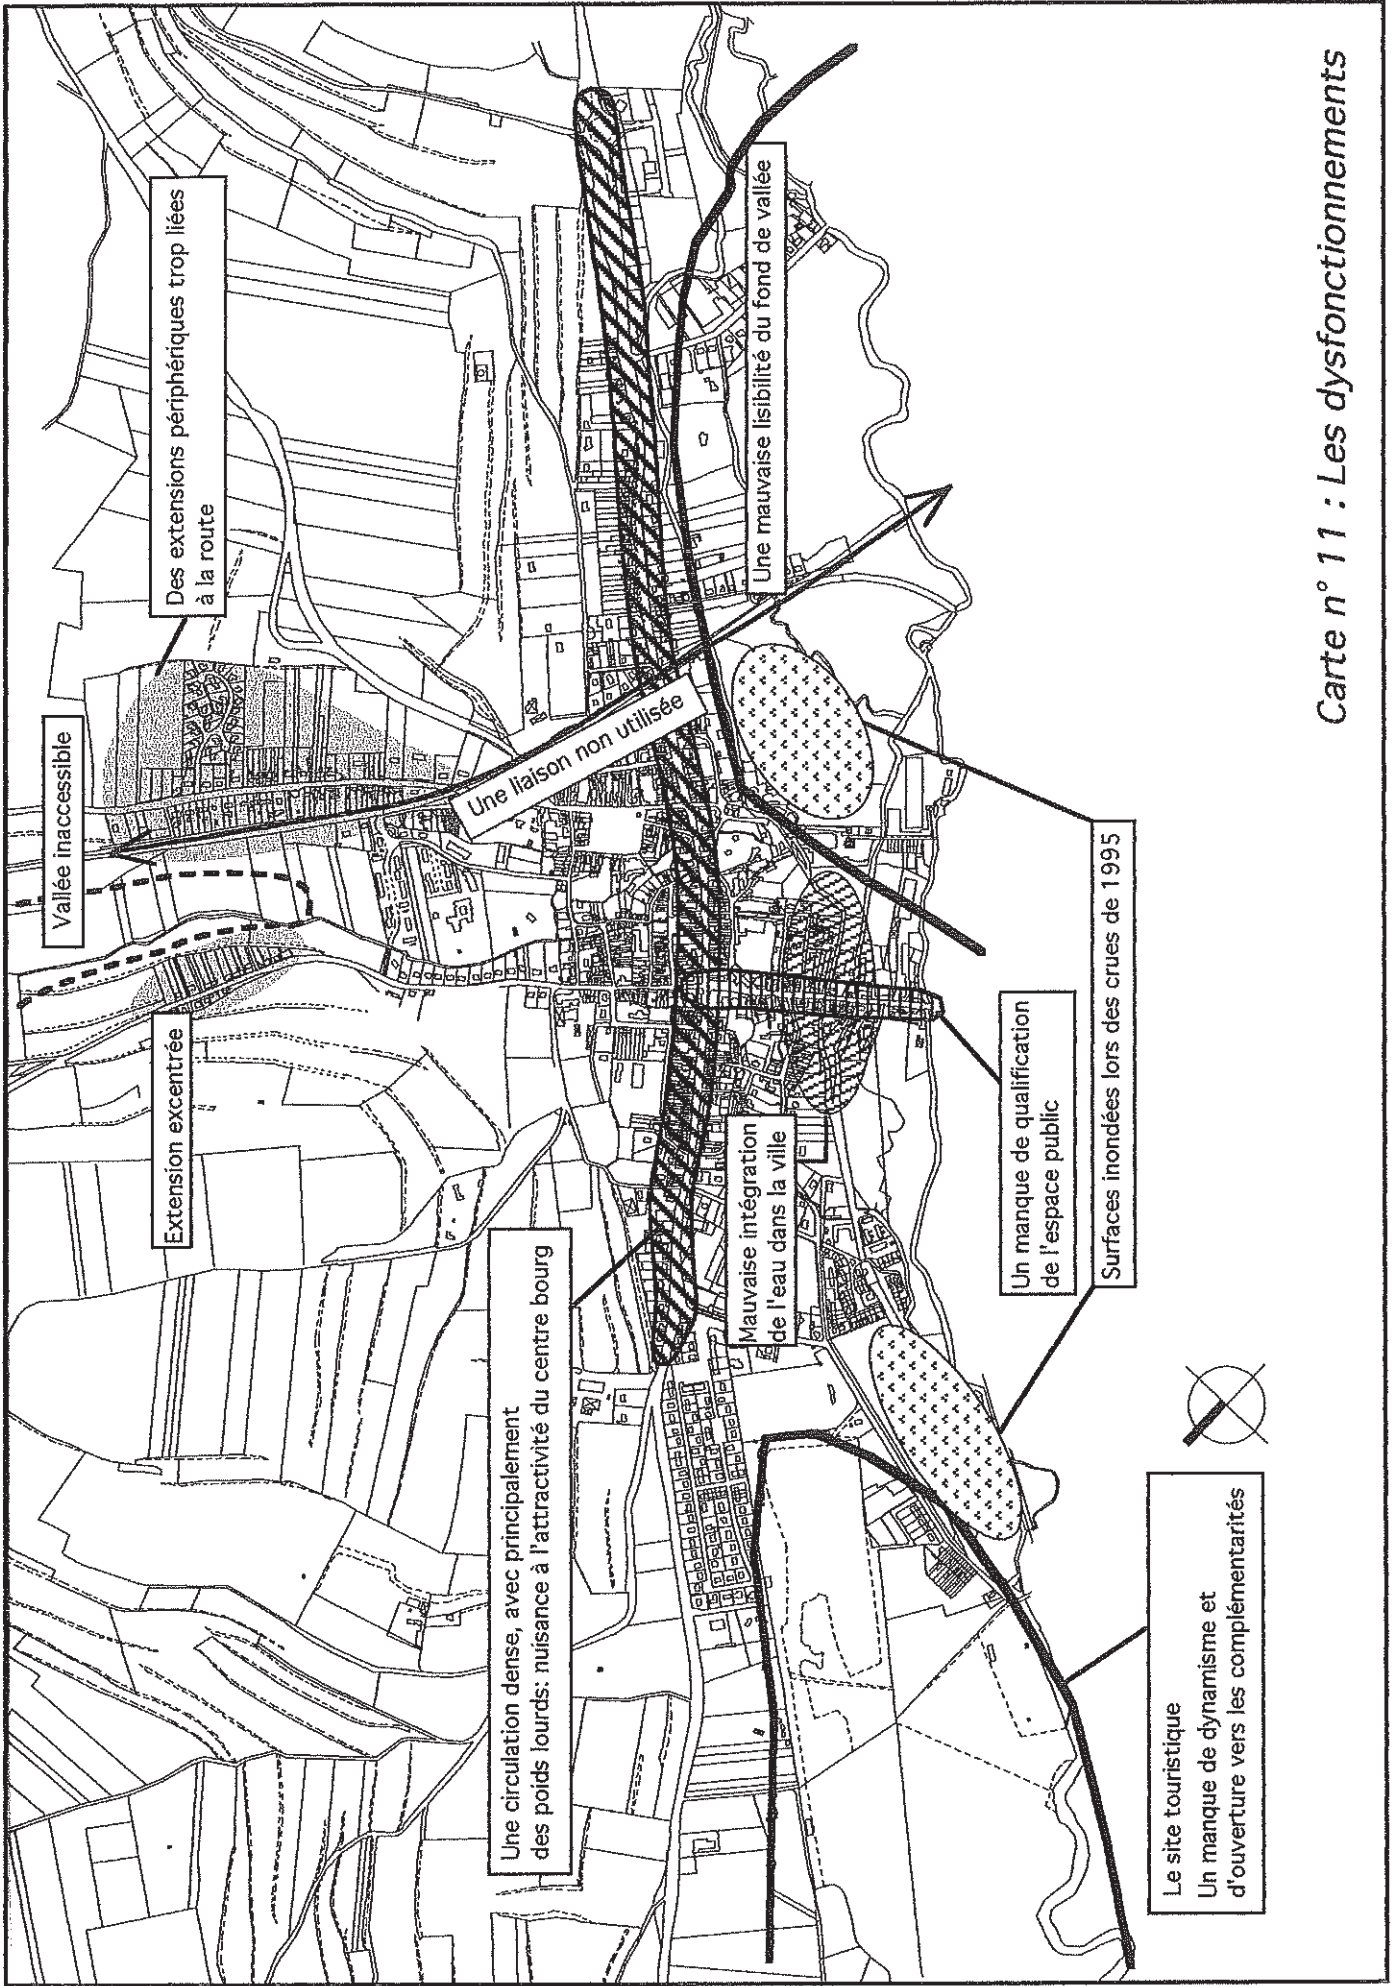 Vallée inaccessible
Des extensions périphériques trop liées
à la route
Extension excentrée
Une liaison non utilisée
Une circulation dense, avec principalement
des poids lourds: nuisance à l'attractivité du centre bourg
Mauvaise intégration
de l'eau dans la ville
Une mauvaise lisibilité du fond de vallée
Un manque de qualification
de l'espace public
Surfaces inondées lors des crues de 1995
Le site touristique
Un manque de dynamisme et
d'ouverture vers les complémentarités
Carte n° 11 : Les dysfonctionnements